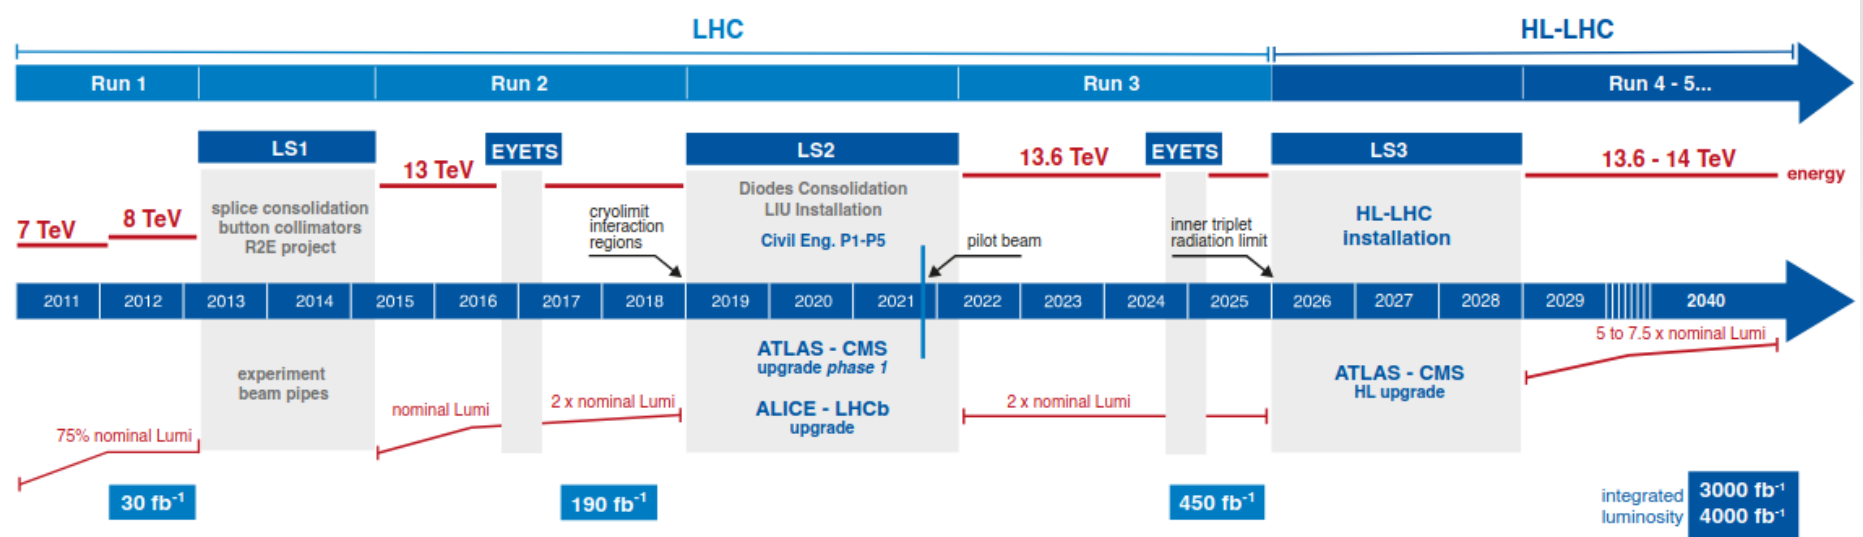 LHC
HL-LHC
Run 1
Run 2
Run 3
Run 4 - 5...
LS1
EYETS
LS2
EYETS
LS3
7 TeV
8 TeV
13 TeV
13.6 TeV
13.6 - 14 TeV
energy
splice consolidation
button collimators
R2E project
cryolimit
interaction
regions
Diodes Consolidation
LIU Installation
Civil Eng. P1-P5
pilot beam
inner triplet
radiation limit
HL-LHC
installation
2011
2012
2013
2014
2015
2016
2017
2018
2019
2020
2021
2022
2023
2024
2025
2026
2027
2028
2029
2040
experiment
beam pipes
ATLAS - CMS
upgrade phase 1
ALICE - LHCb
upgrade
ATLAS - CMS
HL upgrade
75% nominal Lumi
nominal Lumi
2 x nominal Lumi
2 x nominal Lumi
5 to 7.5 x nominal Lumi
30 fb⁻¹
190 fb⁻¹
450 fb⁻¹
integrated
luminosity
3000 fb⁻¹
4000 fb⁻¹